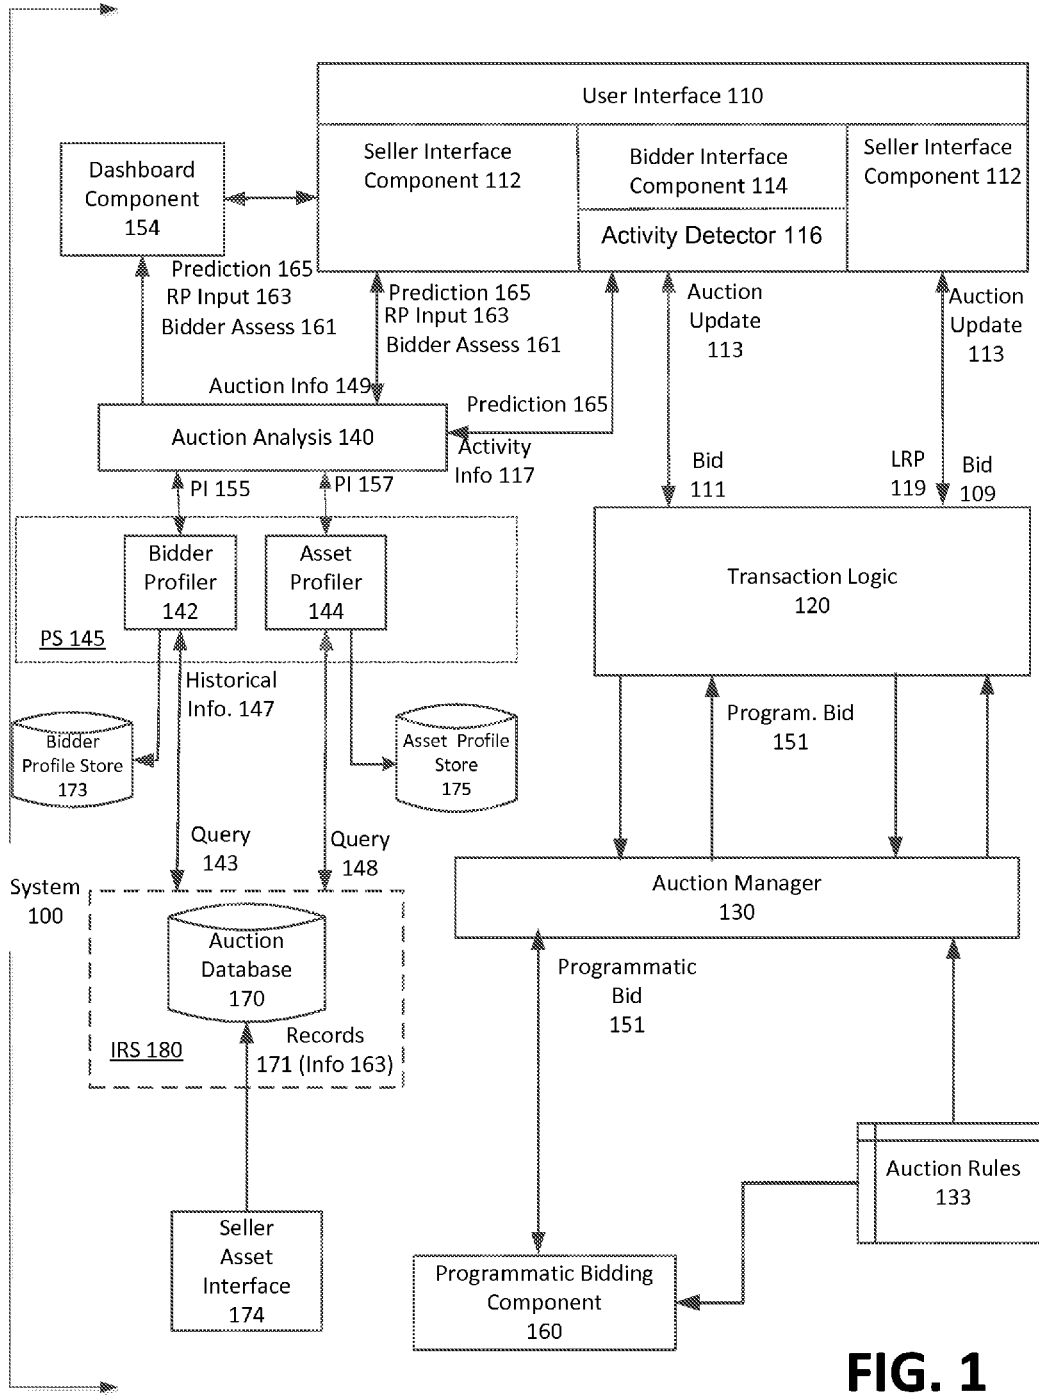 User Interface 110
Seller Interface
Component 112
Bidder Interface
Component 114
Activity Detector 116
Seller Interface
Component 112
Dashboard
Component
154
Prediction 165
RP Input 163
Bidder Assess 161
Prediction 165
RP Input 163
Bidder Assess 161
Auction
Update
113
Auction
Update
113
Auction Info 149
Auction Analysis 140
Prediction 165
Activity
Info 117
Bid
111
LRP
119
Bid
109
PI 155
PI 157
Bidder
Profiler
142
Asset
Profiler
144
PS 145
Transaction Logic
120
Historical
Info. 147
Bidder
Profile Store
173
Asset Profile
Store
175
Program. Bid
151
Query
143
Query
148
Auction Manager
130
System
100
Auction
Database
170
IRS 180
Records
171 (Info 163)
Programmatic
Bid
151
Auction Rules
133
Seller
Asset
Interface
174
Programmatic Bidding
Component
160
FIG. 1